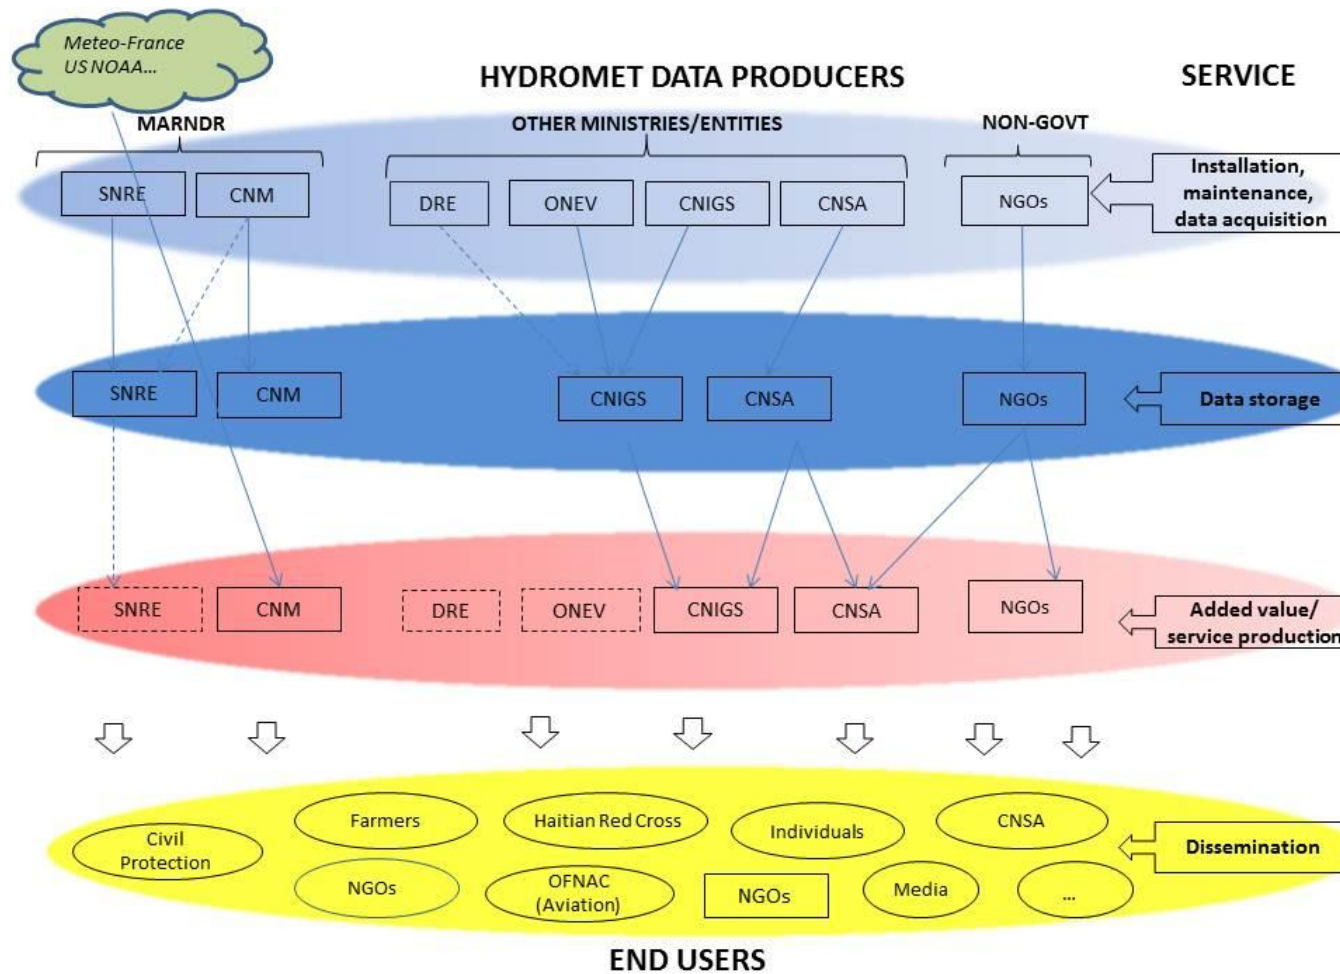 Meteo-France
US NOAA...
HYDROMET DATA PRODUCERS
SERVICE
MARNDR
OTHER MINISTRIES/ENTITIES
NON-GOVT
SNRE
CNM
DRE
ONEV
CNIGS
CNSA
NGOs
Installation,
maintenance,
data acquisition
SNRE
CNM
CNIGS
CNSA
NGOs
Data storage
SNRE
CNM
DRE
ONEV
CNIGS
CNSA
NGOs
Added value/
service production
Civil
Protection
Farmers
Haitian Red Cross
Individuals
CNSA
Dissemination
NGOs
OFNAC
(Aviation)
NGOs
Media
...
END USERS